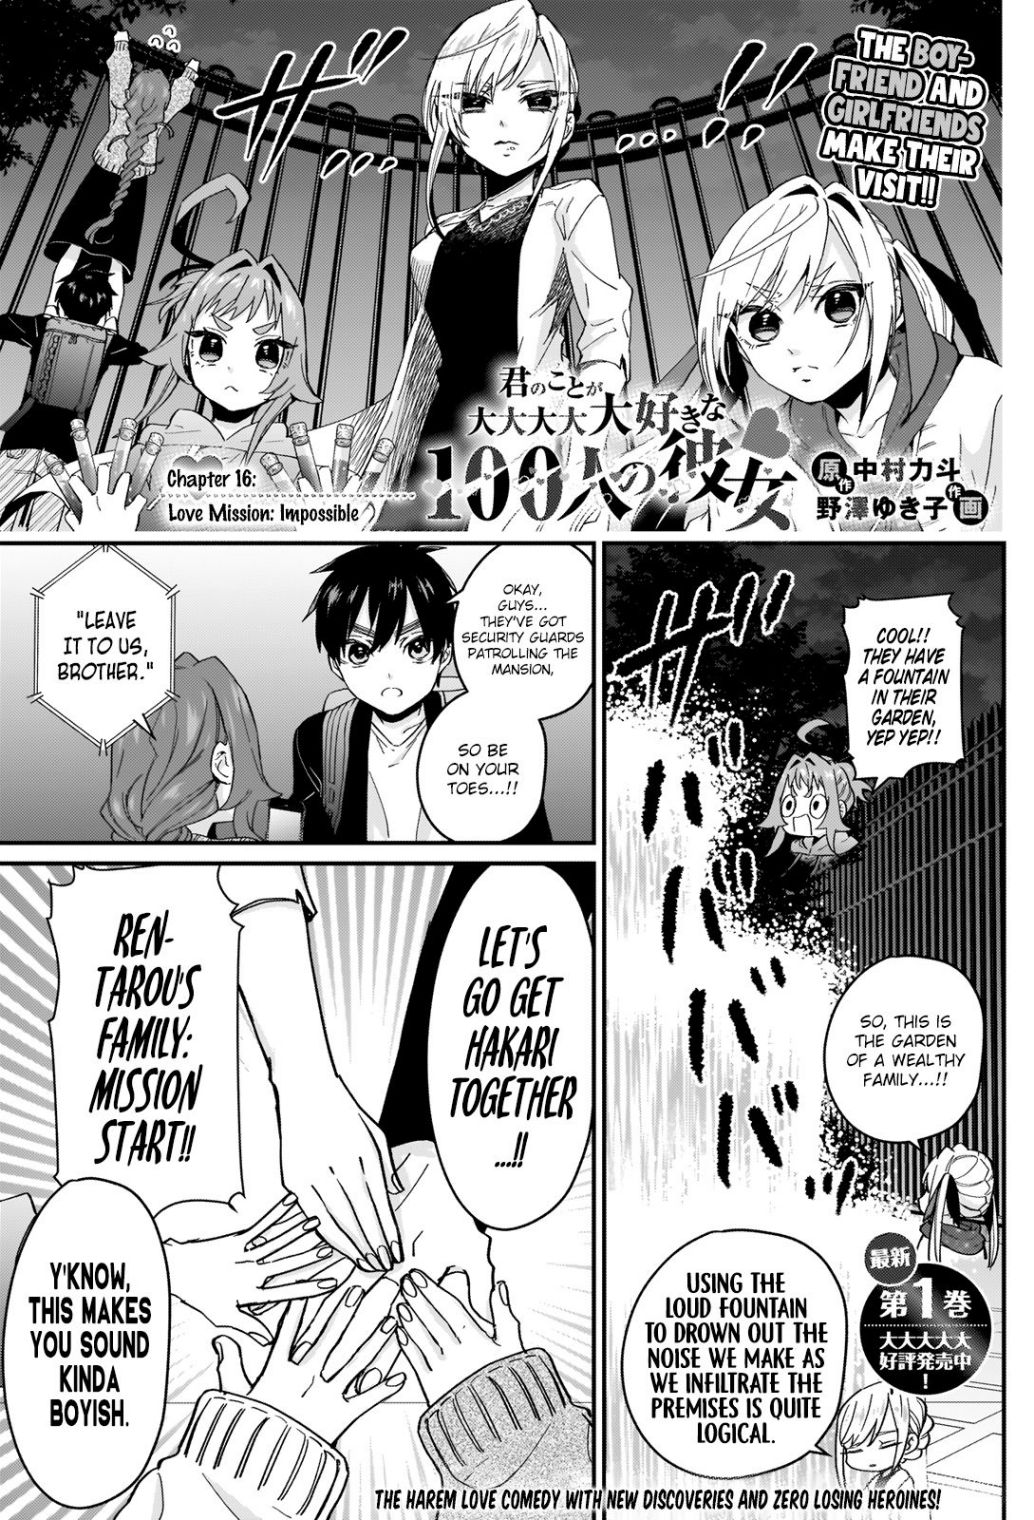 THE BOY-
FRIEND AND
GIRLFRIENDS
MAKE THEIR
VISIT!!
君のことが
大大大大大好きな
100人の彼女
原作 中村力斗
野澤ゆき子 作画
Chapter 16:
Love Mission: Impossible
COOL!!
THEY HAVE
A FOUNTAIN
IN THEIR
GARDEN,
YEP YEP!!
SO, THIS IS
THE GARDEN
OF A WEALTHY
FAMILY...!!
USING THE
LOUD FOUNTAIN
TO DROWN OUT THE
NOISE WE MAKE AS
WE INFILTRATE THE
PREMISES IS QUITE
LOGICAL.
最新
第1巻
大大大大大
好評発売中
!
OKAY,
GUYS...
THEY'VE GOT
SECURITY GUARDS
PATROLLING THE
MANSION,
SO BE
ON YOUR
TOES...!!
"LEAVE
IT TO US,
BROTHER."
LET'S
GO GET
HAKARI
TOGETHER
...!!
REN-
TAROU'S
FAMILY:
MISSION
START!!
Y'KNOW,
THIS MAKES
YOU SOUND
KINDA
BOYISH.
THE HAREM LOVE COMEDY WITH NEW DISCOVERIES AND ZERO LOSING HEROINES!